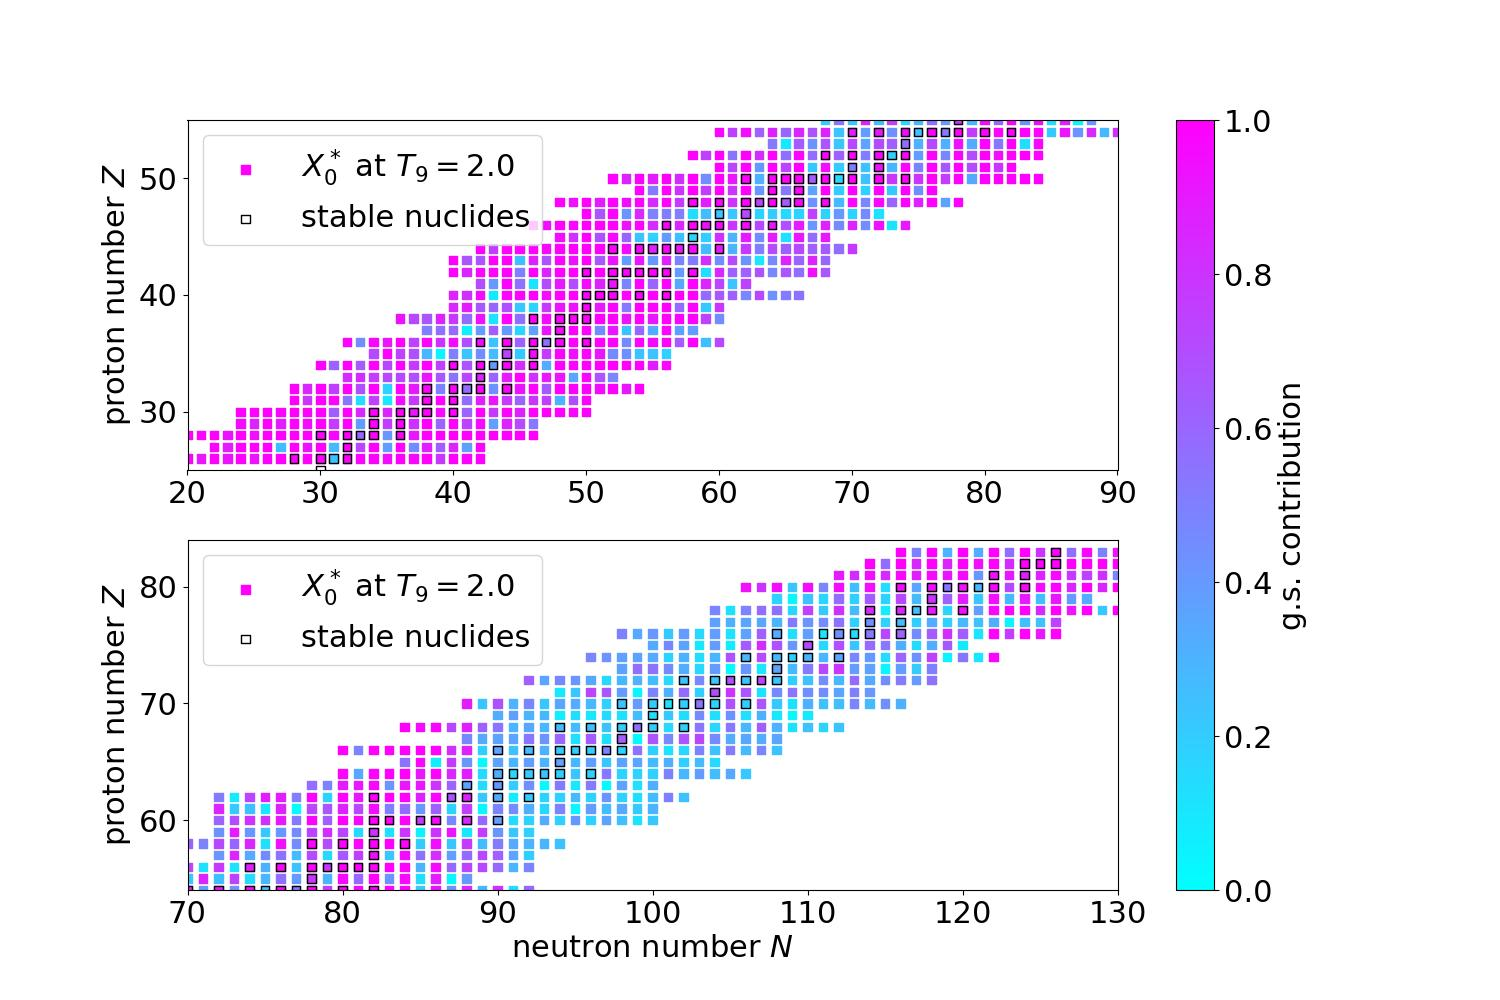 X₀* at T₉ = 2.0
stable nuclides
proton number Z
50
40
30
20 30 40 50 60 70 80 90
X₀* at T₉ = 2.0
stable nuclides
proton number Z
80
70
60
70 80 90 100 110 120 130
neutron number N
1.0
0.8
0.6
0.4
0.2
0.0
g.s. contribution